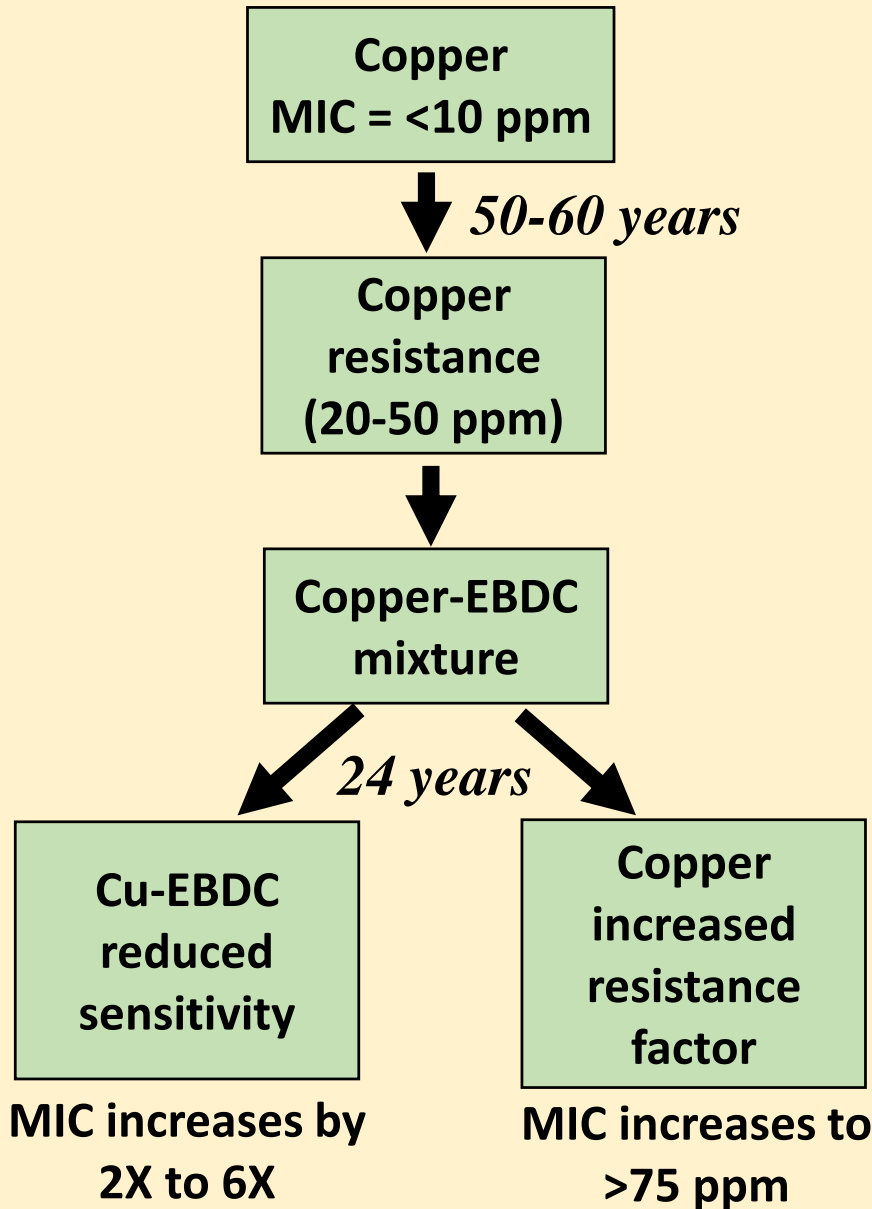 Copper
MIC = <10 ppm
50-60 years
Copper
resistance
(20-50 ppm)
Copper-EBDC
mixture
24 years
Cu-EBDC
reduced
sensitivity
MIC increases by
2X to 6X
Copper
increased
resistance
factor
MIC increases to
>75 ppm